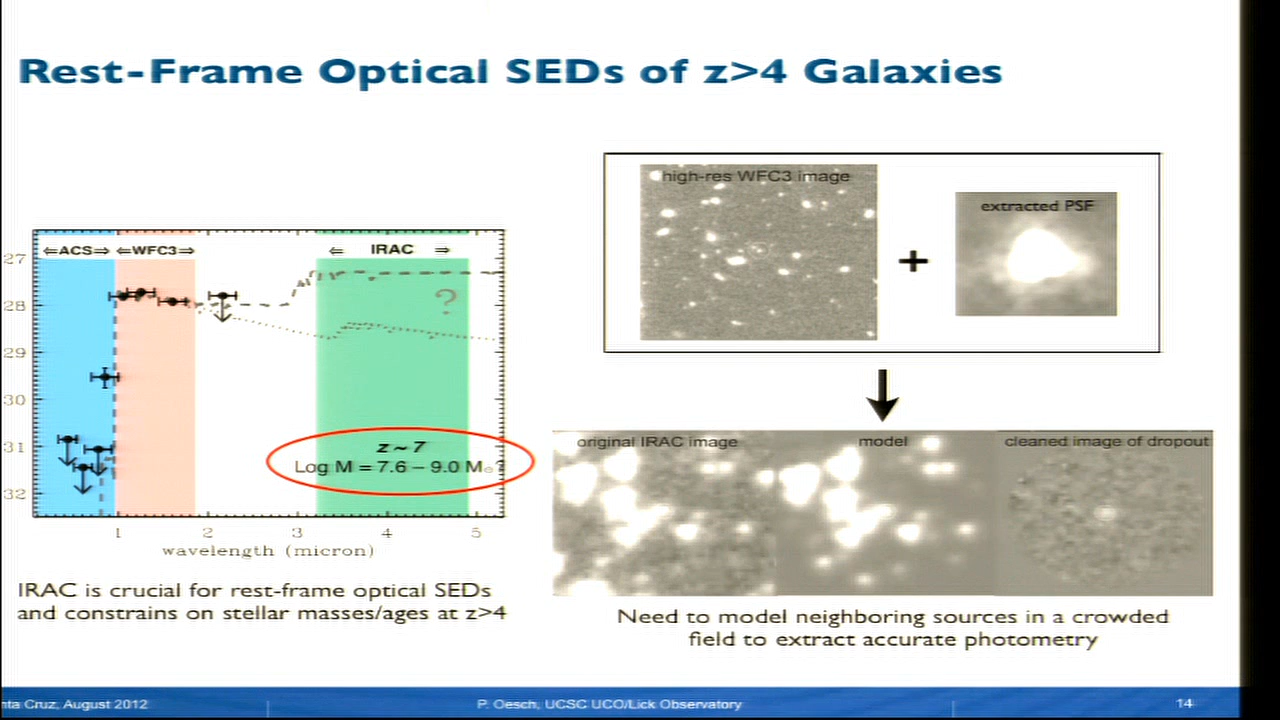 Rest-Frame Optical SEDs of z>4 Galaxies
⇐ACS⇒ ⇐WFC3⇒ ⇐ IRAC ⇒
27
28
29
30
31
32
?
z~7
Log M = 7.6 – 9.0 M☉?
1 2 3 4 5
wavelength (micron)
IRAC is crucial for rest-frame optical SEDs
and constrains on stellar masses/ages at z>4
high-res WFC3 image
+
extracted PSF
original IRAC image
model
cleaned image of dropout
Need to model neighboring sources in a crowded
field to extract accurate photometry
Cruz, August 2012
P. Oesch, UCSC UCO/Lick Observatory
14